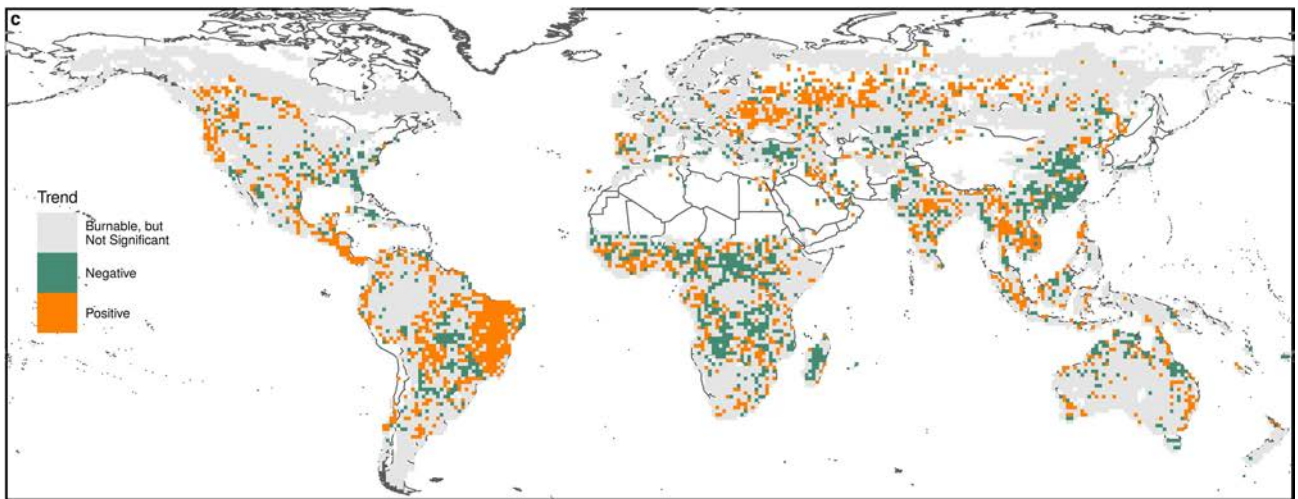 c
Trend
Burnable, but
Not Significant
Negative
Positive